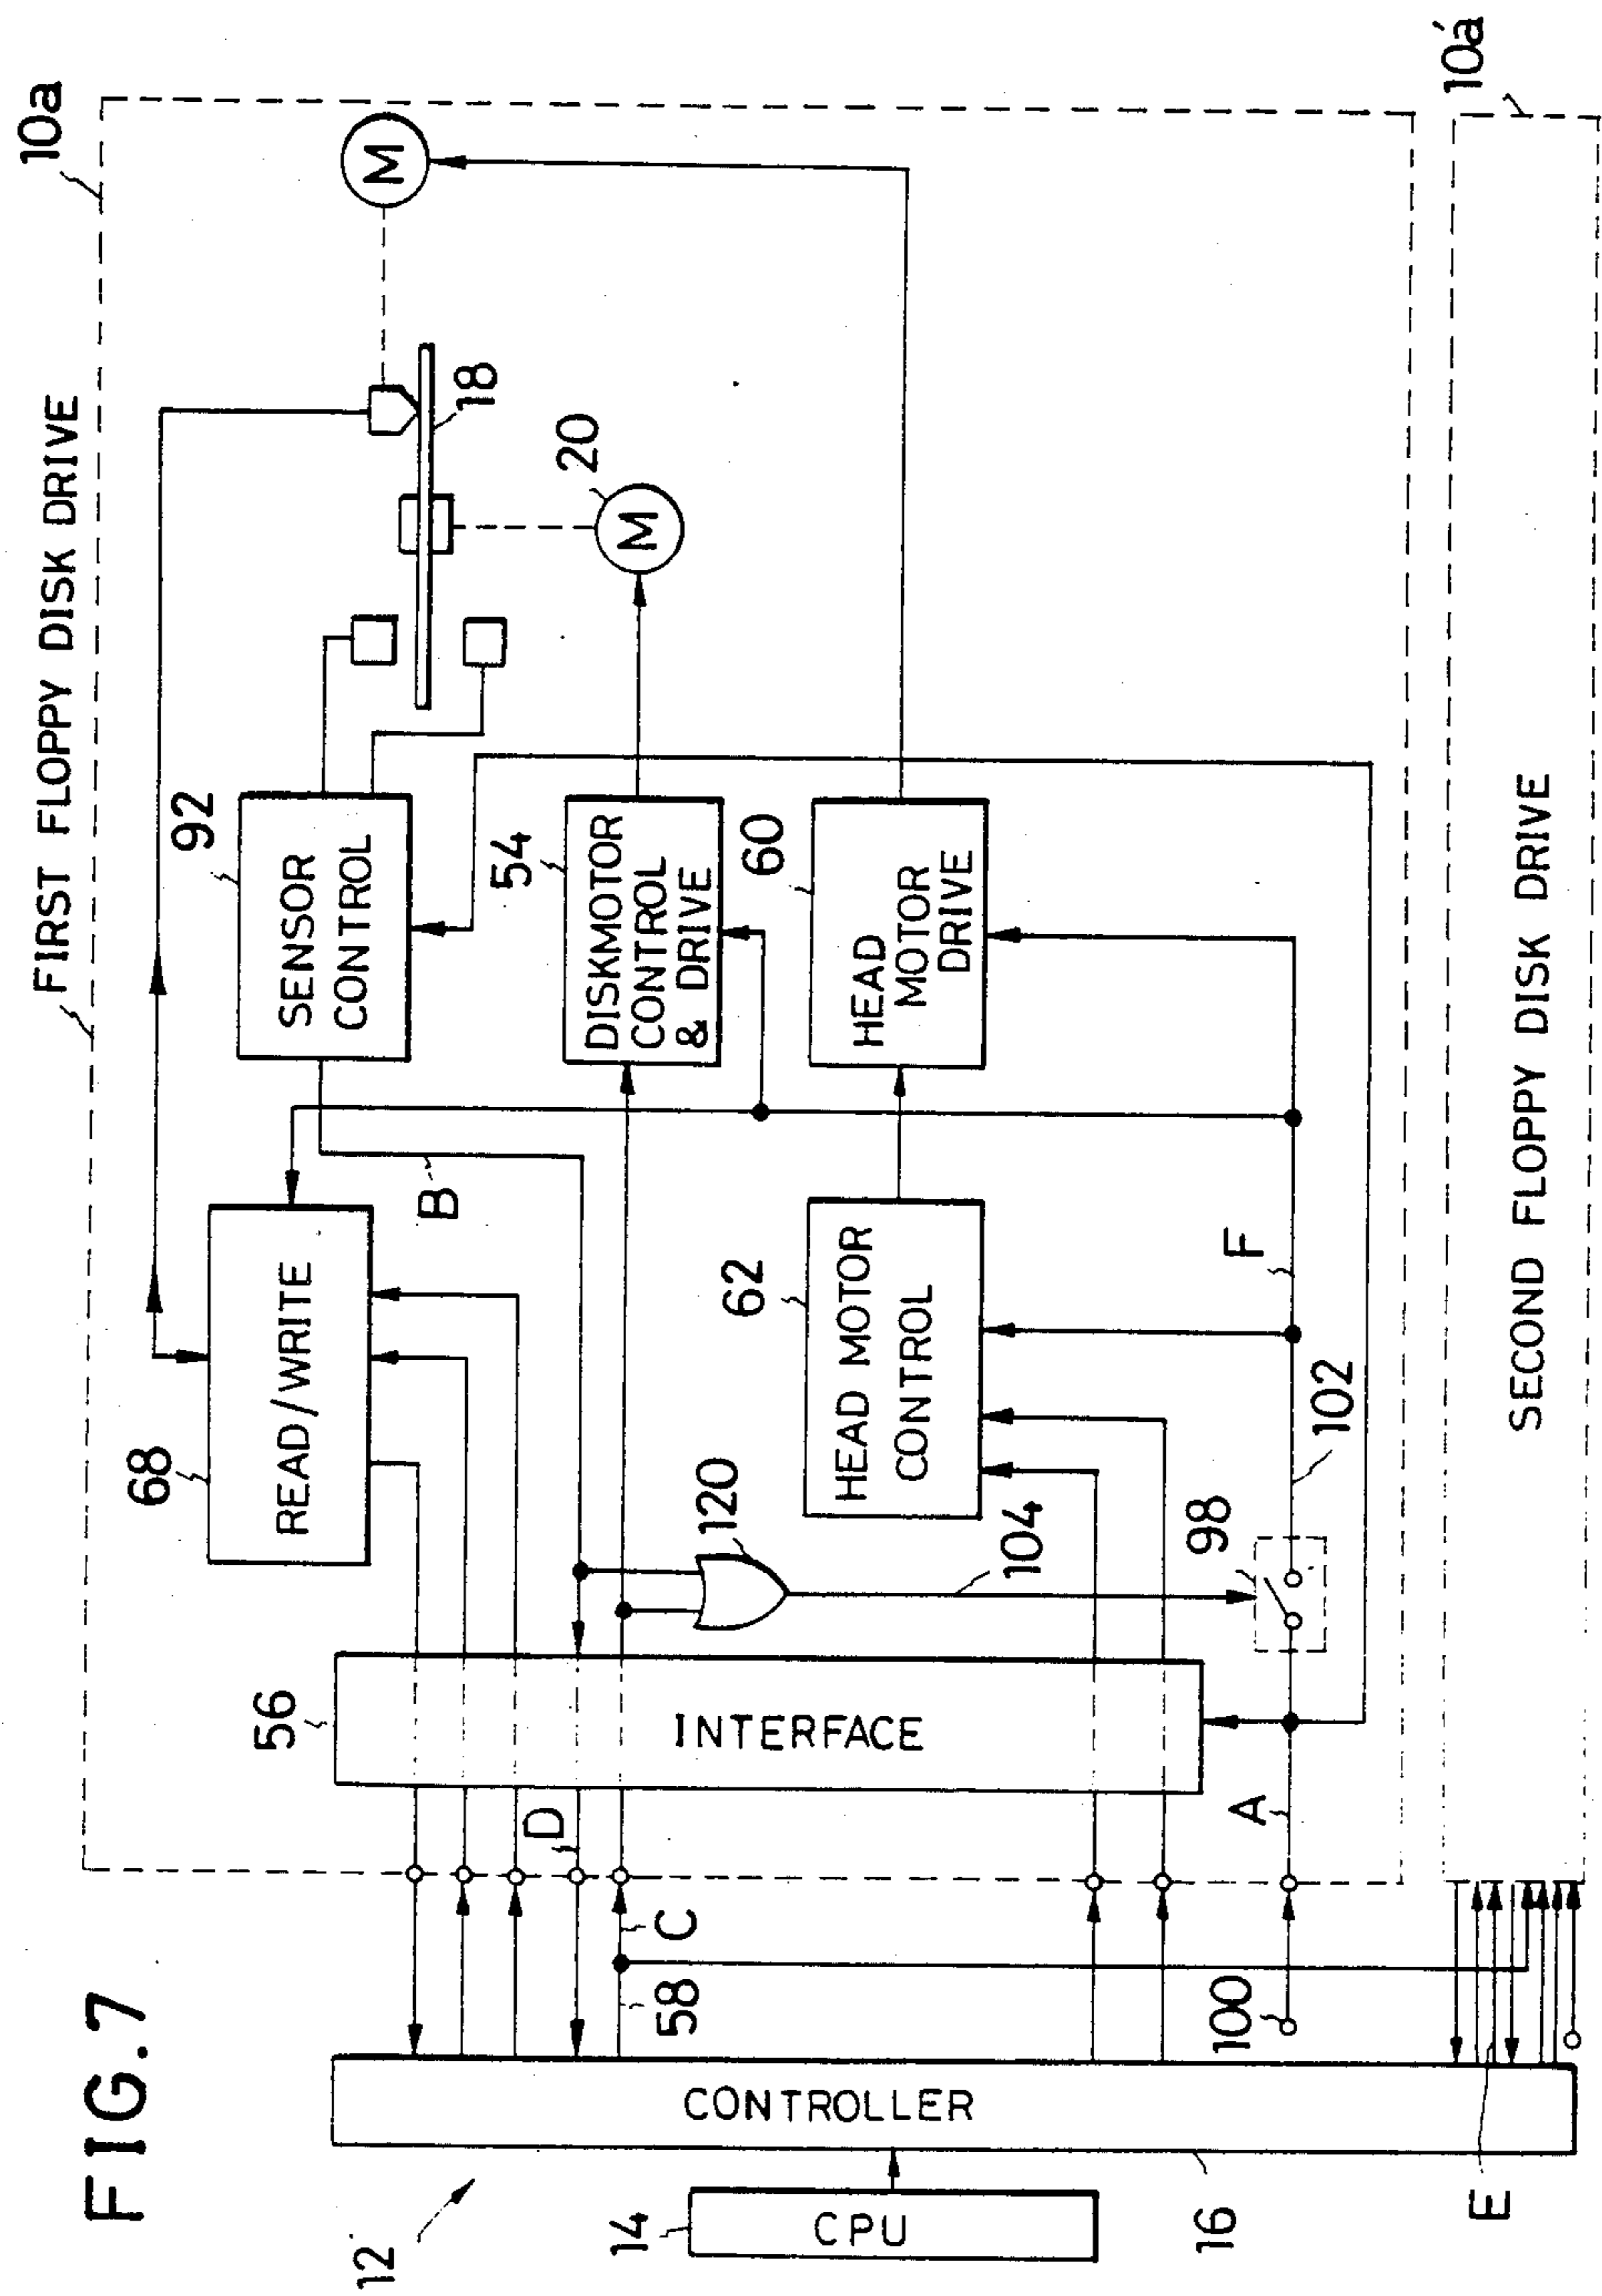 FIG.7
FIRST FLOPPY DISK DRIVE
10a
12
14
CPU
16
CONTROLLER
E
58
C
D
100
A
56
INTERFACE
68
READ/WRITE
92
SENSOR
CONTROL
B
120
104
98
102
F
62
HEAD MOTOR
CONTROL
54
DISKMOTOR
CONTROL
& DRIVE
60
HEAD
MOTOR
DRIVE
18
20
M
M
SECOND FLOPPY DISK DRIVE
10á